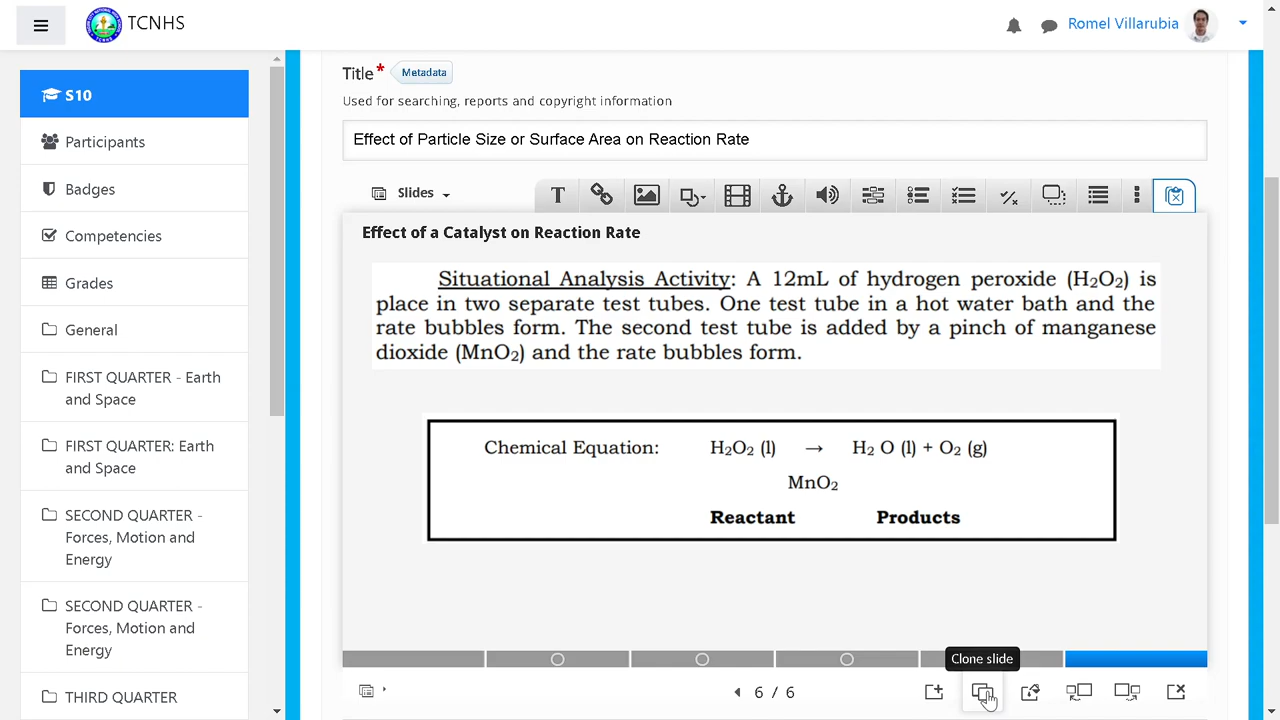 TCNHS
Romel Villarubia
S10
Participants
Badges
Competencies
Grades
General
FIRST QUARTER - Earth
and Space
FIRST QUARTER: Earth
and Space
SECOND QUARTER -
Forces, Motion and
Energy
SECOND QUARTER -
Forces, Motion and
Energy
THIRD QUARTER
Title*
Metadata
Used for searching, reports and copyright information
Effect of Particle Size or Surface Area on Reaction Rate
Slides
T
Effect of a Catalyst on Reaction Rate
Situational Analysis Activity: A 12mL of hydrogen peroxide (H₂O₂) is
place in two separate test tubes. One test tube in a hot water bath and the
rate bubbles form. The second test tube is added by a pinch of manganese
dioxide (MnO₂) and the rate bubbles form.
Chemical Equation: H₂O₂ (l) → H₂ O (l) + O₂ (g)
MnO₂
Reactant Products
Clone slide
6 / 6